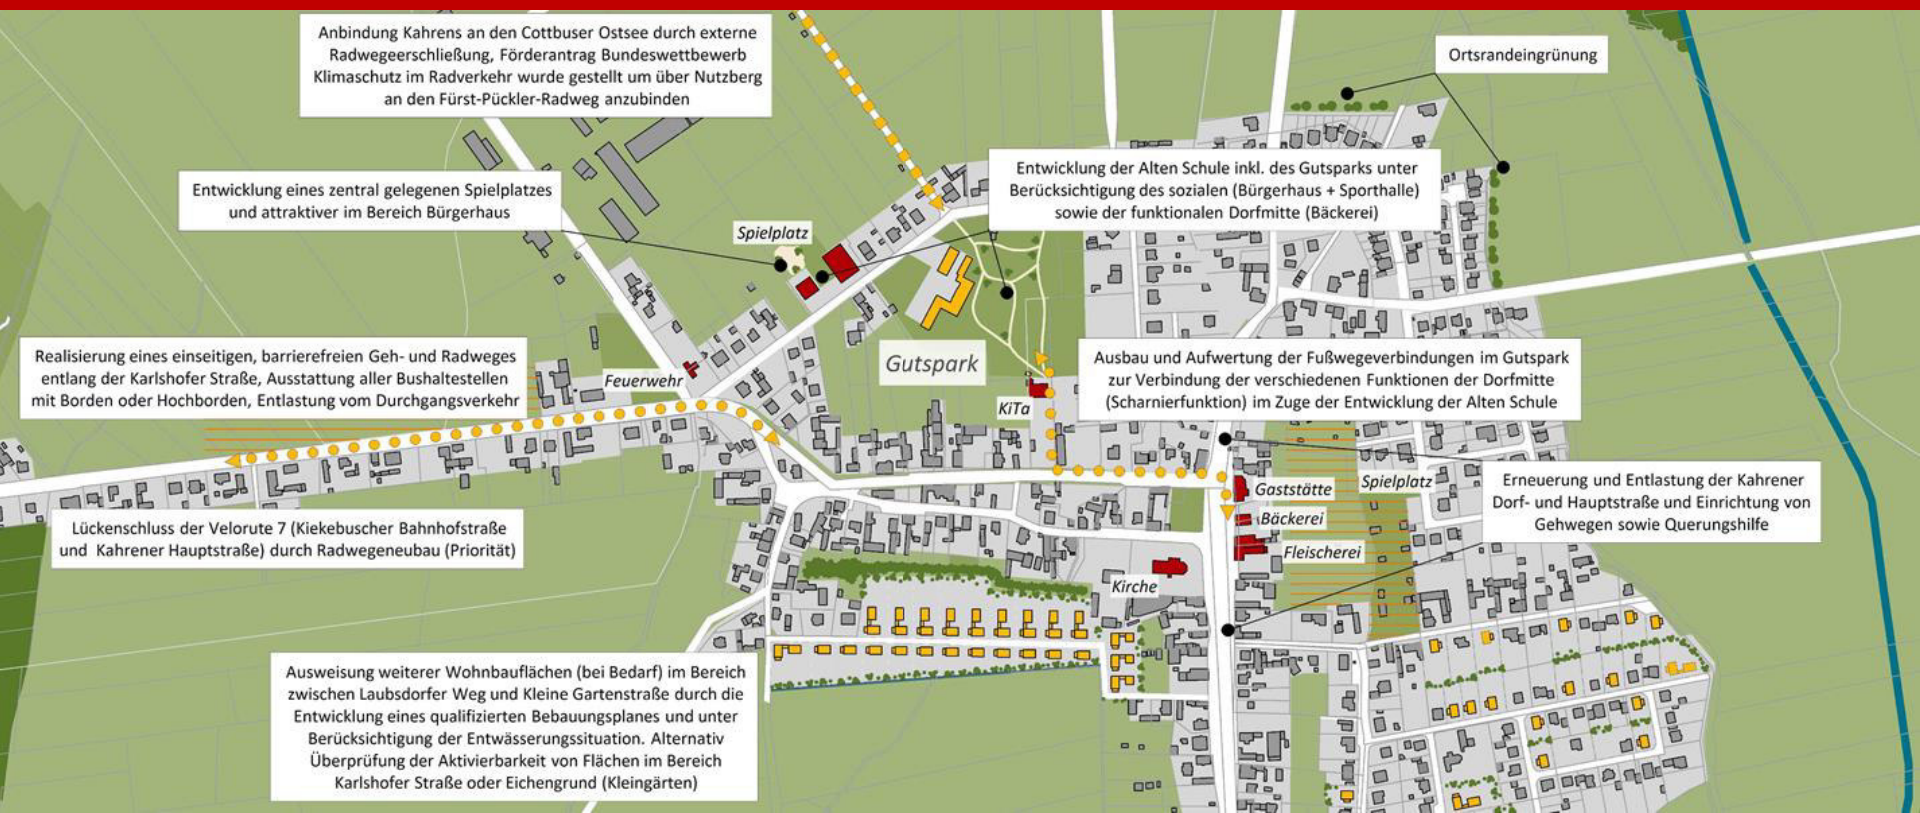 Anbindung Kahrens an den Cottbuser Ostsee durch externe
Radwegeerschließung, Förderantrag Bundeswettbewerb
Klimaschutz im Radverkehr wurde gestellt um über Nutzberg
an den Fürst-Pückler-Radweg anzubinden
Ortsrandeingrünung
Entwicklung eines zentral gelegenen Spielplatzes
und attraktiver im Bereich Bürgerhaus
Entwicklung der Alten Schule inkl. des Gutsparks unter
Berücksichtigung des sozialen (Bürgerhaus + Sporthalle)
sowie der funktionalen Dorfmitte (Bäckerei)
Spielplatz
Realisierung eines einseitigen, barrierefreien Geh- und Radweges
entlang der Karlshofer Straße, Ausstattung aller Bushaltestellen
mit Borden oder Hochborden, Entlastung vom Durchgangsverkehr
Feuerwehr
Gutspark
KiTa
Ausbau und Aufwertung der Fußwegeverbindungen im Gutspark
zur Verbindung der verschiedenen Funktionen der Dorfmitte
(Scharnierfunktion) im Zuge der Entwicklung der Alten Schule
Gaststätte
Spielplatz
Bäckerei
Fleischerei
Kirche
Erneuerung und Entlastung der Kahrener
Dorf- und Hauptstraße und Einrichtung von
Gehwegen sowie Querungshilfe
Lückenschluss der Velorute 7 (Kiekebuscher Bahnhofstraße
und Kahrener Hauptstraße) durch Radwegeneubau (Priorität)
Ausweisung weiterer Wohnbauflächen (bei Bedarf) im Bereich
zwischen Laubsdorfer Weg und Kleine Gartenstraße durch die
Entwicklung eines qualifizierten Bebauungsplanes und unter
Berücksichtigung der Entwässerungssituation. Alternativ
Überprüfung der Aktivierbarkeit von Flächen im Bereich
Karlshofer Straße oder Eichengrund (Kleingärten)